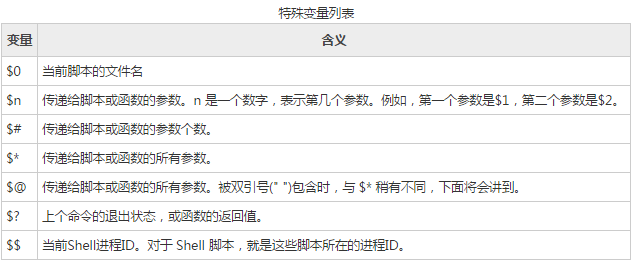 特殊变量列表
变量 含义
$0 当前脚本的文件名
$n 传递给脚本或函数的参数。n 是一个数字，表示第几个参数。例如，第一个参数是$1，第二个参数是$2。
$# 传递给脚本或函数的参数个数。
$* 传递给脚本或函数的所有参数。
$@ 传递给脚本或函数的所有参数。被双引号(" ")包含时，与 $* 稍有不同，下面将会讲到。
$? 上个命令的退出状态，或函数的返回值。
$$ 当前Shell进程ID。对于 Shell 脚本，就是这些脚本所在的进程ID。